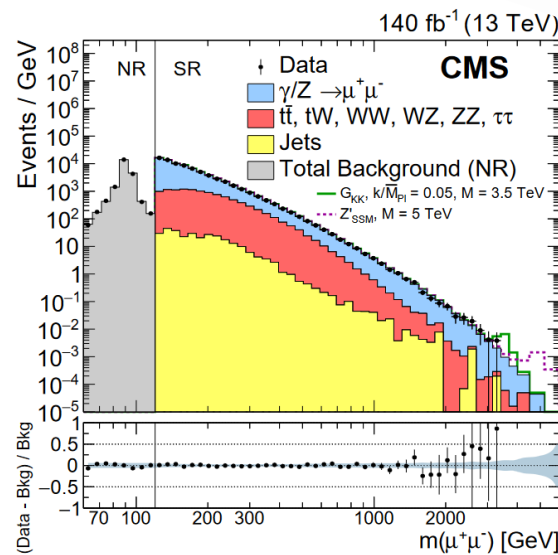 140 fb⁻¹ (13 TeV)
NR SR
CMS
Data
γ/Z →μ⁺μ⁻
tt̄, tW, WW, WZ, ZZ, ττ
Jets
Total Background (NR)
G_KK, k/M̄_Pl = 0.05, M = 3.5 TeV
Z'_SSM, M = 5 TeV
Events / GeV
10⁸
10⁷
10⁶
10⁵
10⁴
10³
10²
10
1
10⁻¹
10⁻²
10⁻³
10⁻⁴
10⁻⁵
(Data - Bkg) / Bkg
1
0.5
0
−0.5
−1
70 100 200 300 1000 2000
m(μ⁺μ⁻) [GeV]